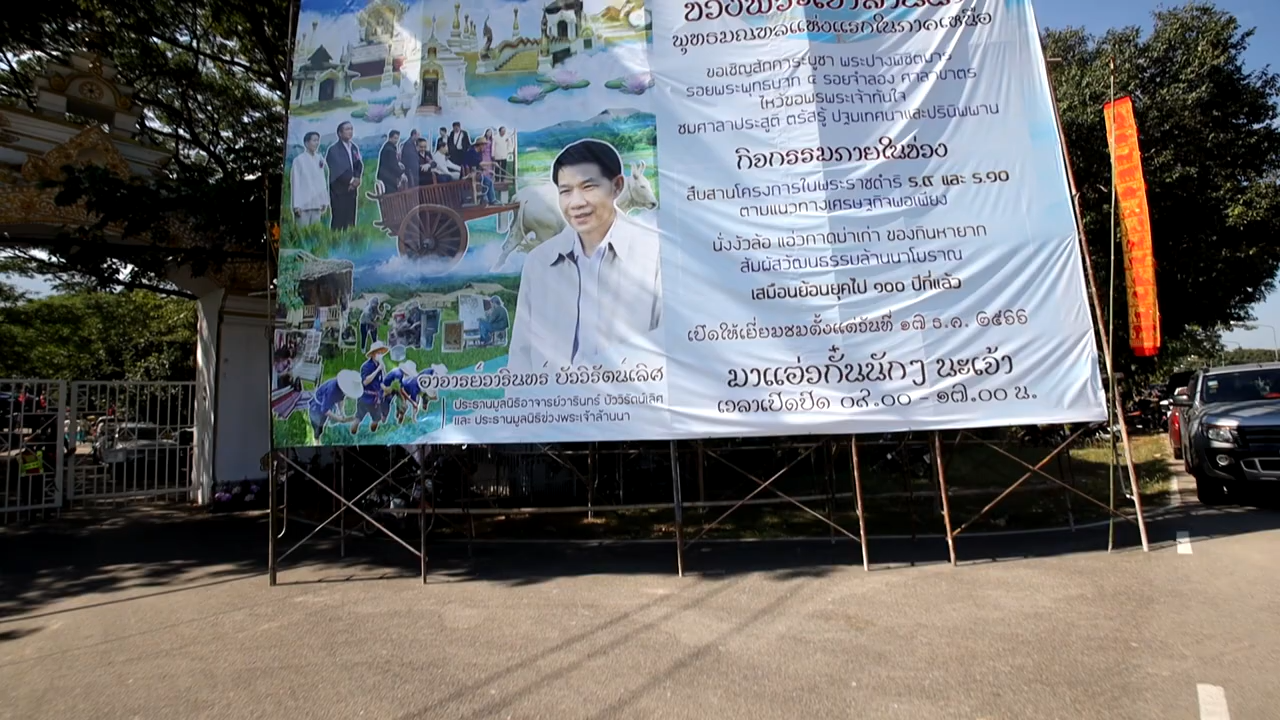 ข่วงพระเจ้าล้านนา
พุทธมณฑลแห่งแรกในภาคเหนือ
ขอเชิญสักการะบูชา พระปางพิชิตมาร
รอยพระพุทธบาท ๔ รอยจำลอง ศาลาบาตร
ไหว้ขอพรพระเจ้าทันใจ
ชมศาลาประสูติ ตรัสรู้ ปฐมเทศนาและปรินิพพาน
กิจกรรมภายในช่วง
สืบสานโครงการในพระราชดำริ ร.๙ และ ร.๑๐
ตามแนวทางเศรษฐกิจพอเพียง
นั่งงัวล้อ แอ่วกาดบ่าเก่า ของกินหายาก
สัมผัสวัฒนธรรมล้านนาโบราณ
เสมือนย้อนยุคไป ๑๐๐ ปีที่แล้ว
เปิดให้เยี่ยมชมตั้งแต่วันที่ ๑๗ ธ.ค. ๒๕๖๖
มาแอ่วกั๋นนักๆ นะเจ้า
เวลาเปิดปิด ๐๙.๐๐ - ๑๗.๐๐ น.
อาจารย์วารินทร์ บัววิรัตน์เลิศ
ประธานมูลนิธิอาจารย์วารินทร์ บัววิรัตน์เลิศ
และ ประธานมูลนิธิข่วงพระเจ้าล้านนา